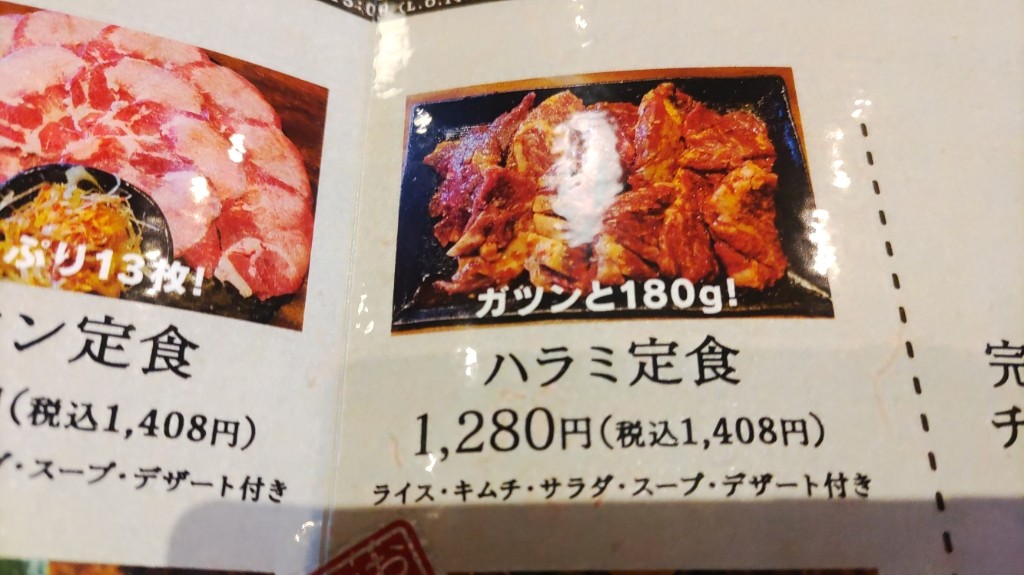 ぷり13枚!
ン定食
(税込1,408円)
・スープ・デザート付き
ガツンと180g!
ハラミ定食
1,280円(税込1,408円)
ライス・キムチ・サラダ・スープ・デザート付き
完
チ
お